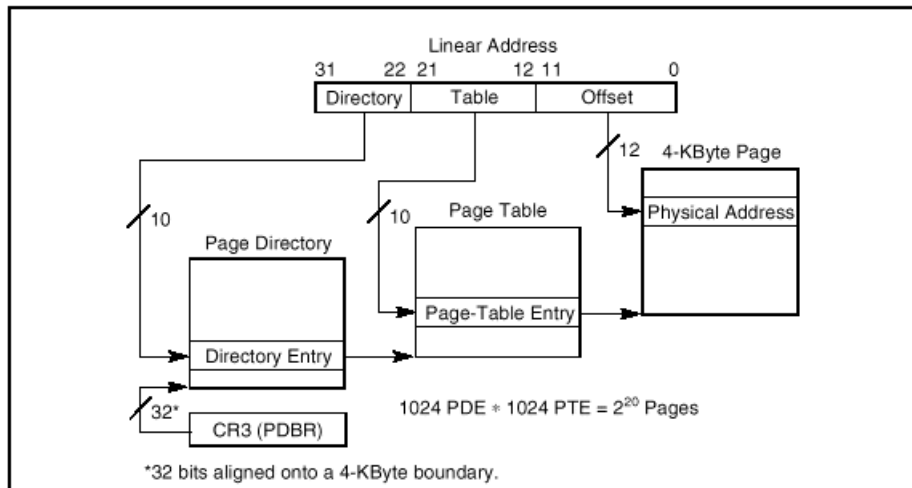 Linear Address
31 22 21 12 11 0
Directory Table Offset
12 4-KByte Page
10 10 Page Table Physical Address
Page Directory
Page-Table Entry
Directory Entry
32* 1024 PDE * 1024 PTE = 2²⁰ Pages
CR3 (PDBR)
*32 bits aligned onto a 4-KByte boundary.